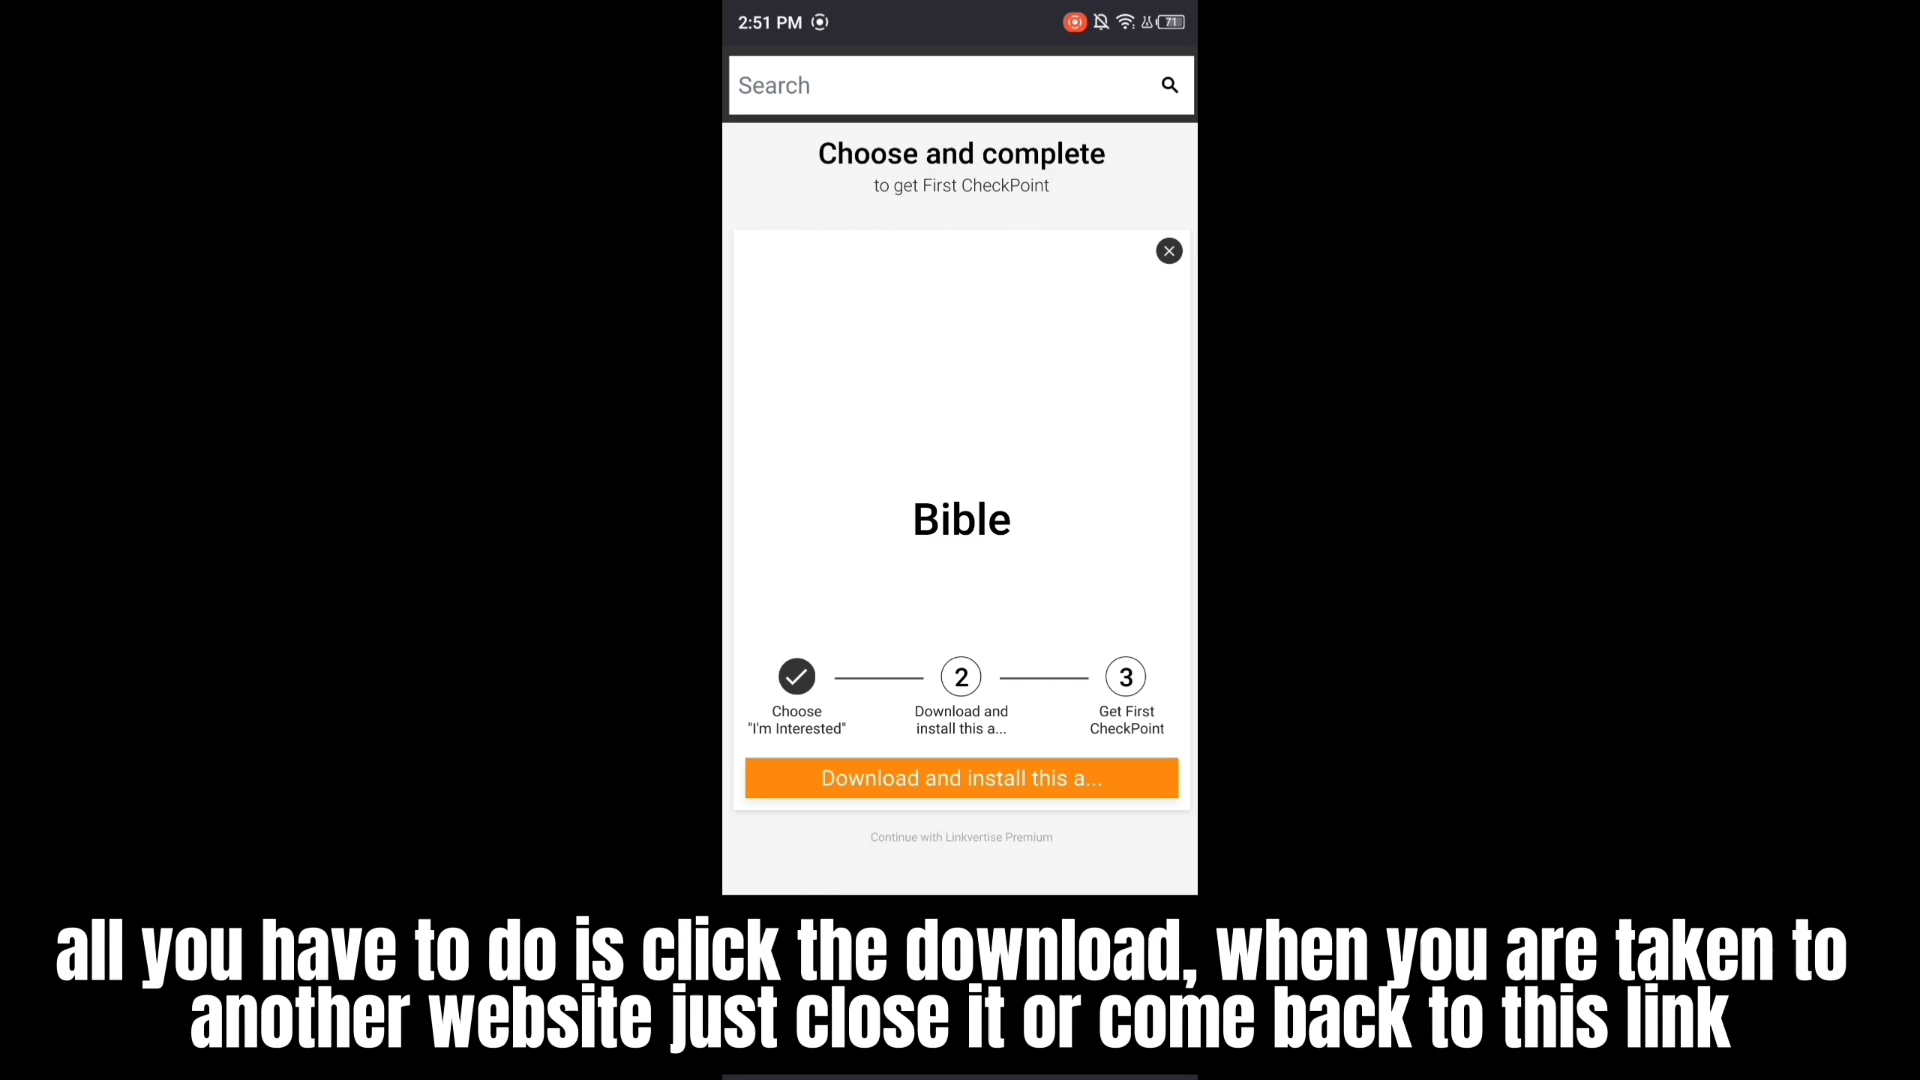 2:51 PM
71
Search
Choose and complete
to get First CheckPoint
Bible
2
3
Choose
"I'm Interested"
Download and
install this a...
Get First
CheckPoint
Download and install this a...
Continue with Linkvertise Premium
all you have to do is click the download, when you are taken to
another website just close it or come back to this link